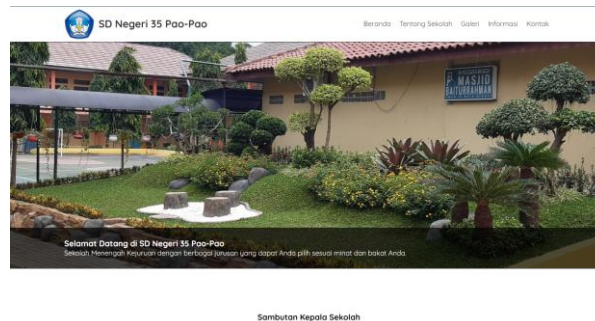 SD Negeri 35 Pao-Pao
Beranda Tentang Sekolah Galeri Informasi Kontak
MASJID
BAITURRAHMAN
Selamat Datang di SD Negeri 35 Pao-Pao
Sekolah Menengah Kejuruan dengan berbagai jurusan yang dapat Anda pilih sesuai minat dan bakat Anda.
Sambutan Kepala Sekolah